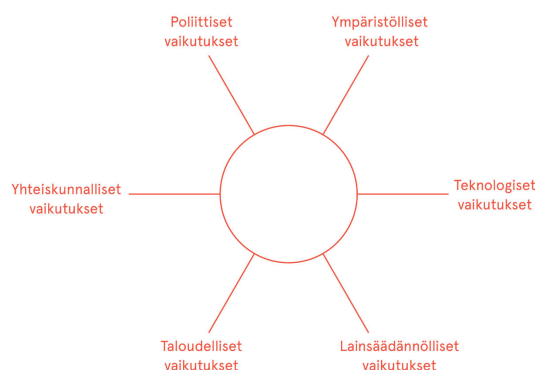 Poliittiset
vaikutukset
Ympäristölliset
vaikutukset
Yhteiskunnalliset
vaikutukset
Teknologiset
vaikutukset
Taloudelliset
vaikutukset
Lainsäädännölliset
vaikutukset